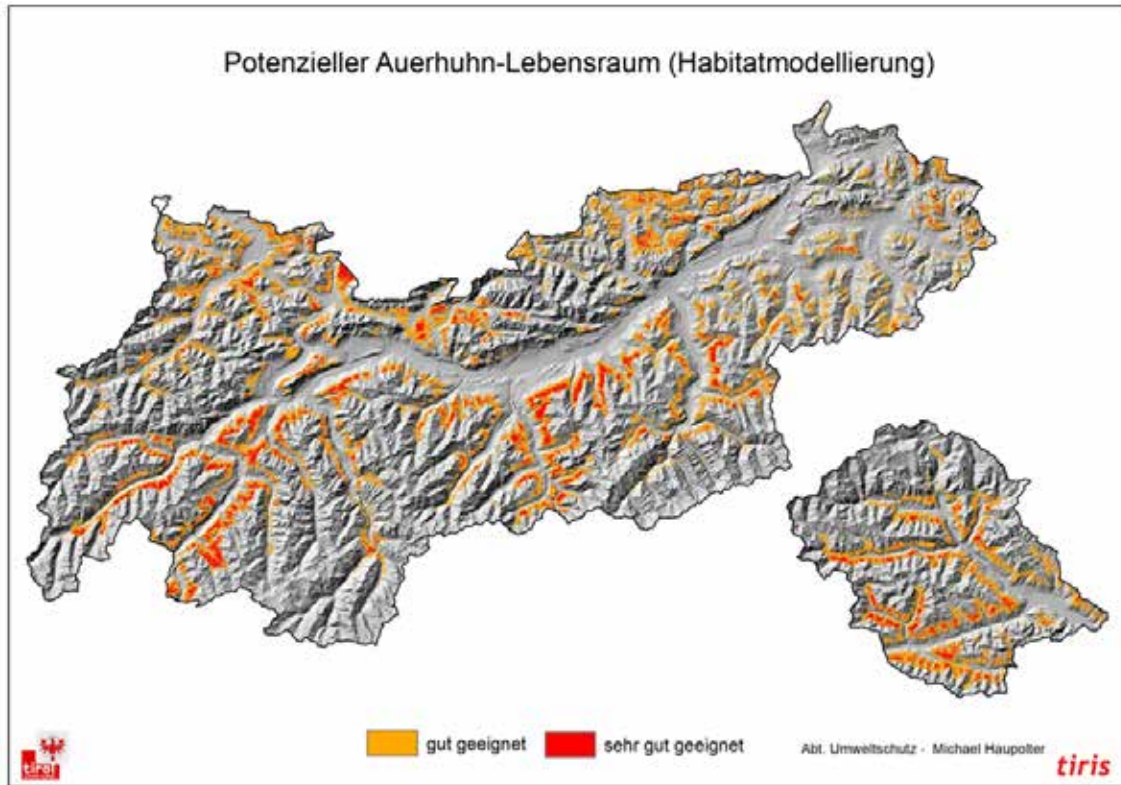 Potenzieller Auerhuhn-Lebensraum (Habitatmodellierung)
gut geeignet
sehr gut geeignet
Abt. Umweltschutz - Michael Haupolter
tirol
tiris